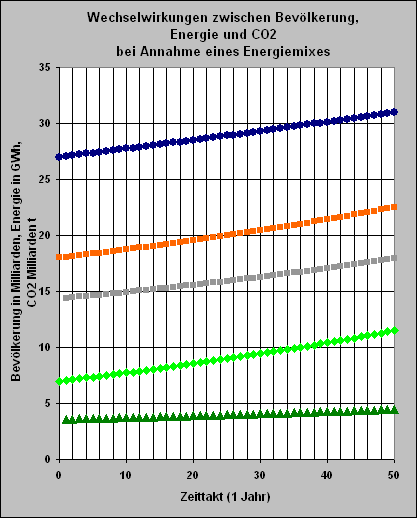 Wechselwirkungen zwischen Bevölkerung,
Energie und CO2
bei Annahme eines Energiemixes
Bevölkerung in Milliarden, Energie in GWh,
CO2 Milliarden t
35
30
25
20
15
10
5
0
0 10 20 30 40 50
Zeittakt (1 Jahr)